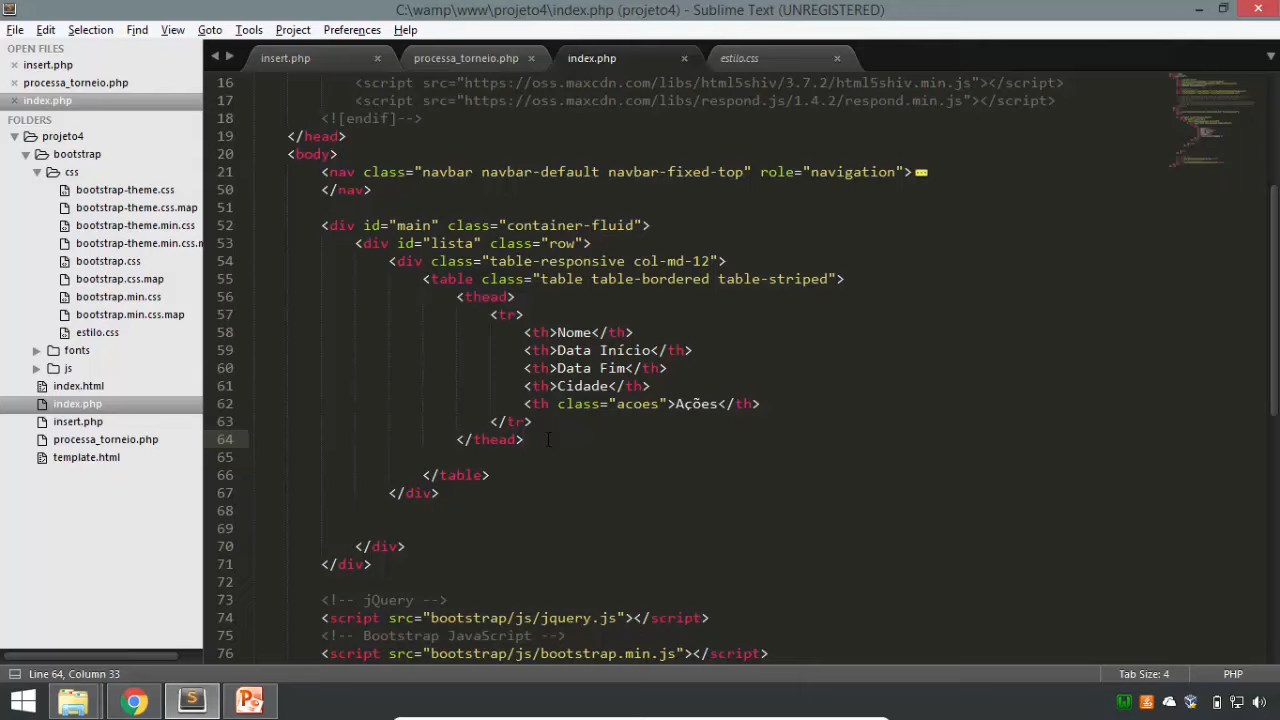 C:\wamp\www\projeto4\index.php (projeto4) - Sublime Text (UNREGISTERED)
File Edit Selection Find View Goto Tools Project Preferences Help
OPEN FILES
insert.php
processa_torneio.php
index.php
FOLDERS
projeto4
bootstrap
css
bootstrap-theme.css
bootstrap-theme.css.map
bootstrap-theme.min.css
bootstrap-theme.min.css.m
bootstrap.css
bootstrap.css.map
bootstrap.min.css
bootstrap.min.css.map
estilo.css
fonts
js
index.html
index.php
insert.php
processa_torneio.php
template.html
insert.php processa_torneio.php index.php estilo.css
16 <script src="https://oss.maxcdn.com/libs/html5shiv/3.7.2/html5shiv.min.js"></script>
17 <script src="https://oss.maxcdn.com/libs/respond.js/1.4.2/respond.min.js"></script>
18 <![endif]-->
19 </head>
20 <body>
21 <nav class="navbar navbar-default navbar-fixed-top" role="navigation">
50 </nav>
51
52 <div id="main" class="container-fluid">
53 <div id="lista" class="row">
54 <div class="table-responsive col-md-12">
55 <table class="table table-bordered table-striped">
56 <thead>
57 <tr>
58 <th>Nome</th>
59 <th>Data Início</th>
60 <th>Data Fim</th>
61 <th>Cidade</th>
62 <th class="acoes">Ações</th>
63 </tr>
64 </thead>
65
66 </table>
67 </div>
68
69
70 </div>
71 </div>
72
73 <!-- jQuery -->
74 <script src="bootstrap/js/jquery.js"></script>
75 <!-- Bootstrap JavaScript -->
76 <script src="bootstrap/js/bootstrap.min.js"></script>
Line 64, Column 33 Tab Size: 4 PHP